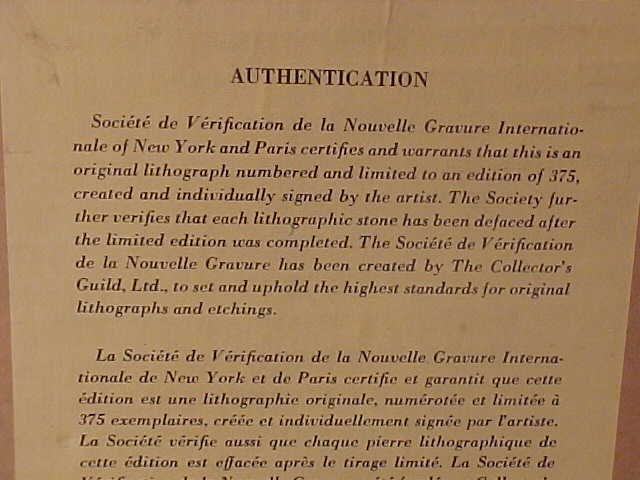 AUTHENTICATION
Société de Vérification de la Nouvelle Gravure Internatio-
nale of New York and Paris certifies and warrants that this is an
original lithograph numbered and limited to an edition of 375,
created and individually signed by the artist. The Society fur-
ther verifies that each lithographic stone has been defaced after
the limited edition was completed. The Société de Vérification
de la Nouvelle Gravure has been created by The Collector's
Guild, Ltd., to set and uphold the highest standards for original
lithographs and etchings.
La Société de Vérification de la Nouvelle Gravure Interna-
tionale de New York et de Paris certifie et garantit que cette
édition est une lithographie originale, numérotée et limitée à
375 exemplaires, créée et individuellement signée par l'artiste.
La Société vérifie aussi que chaque pierre lithographique de
cette édition est effacée après le tirage limité. La Société de